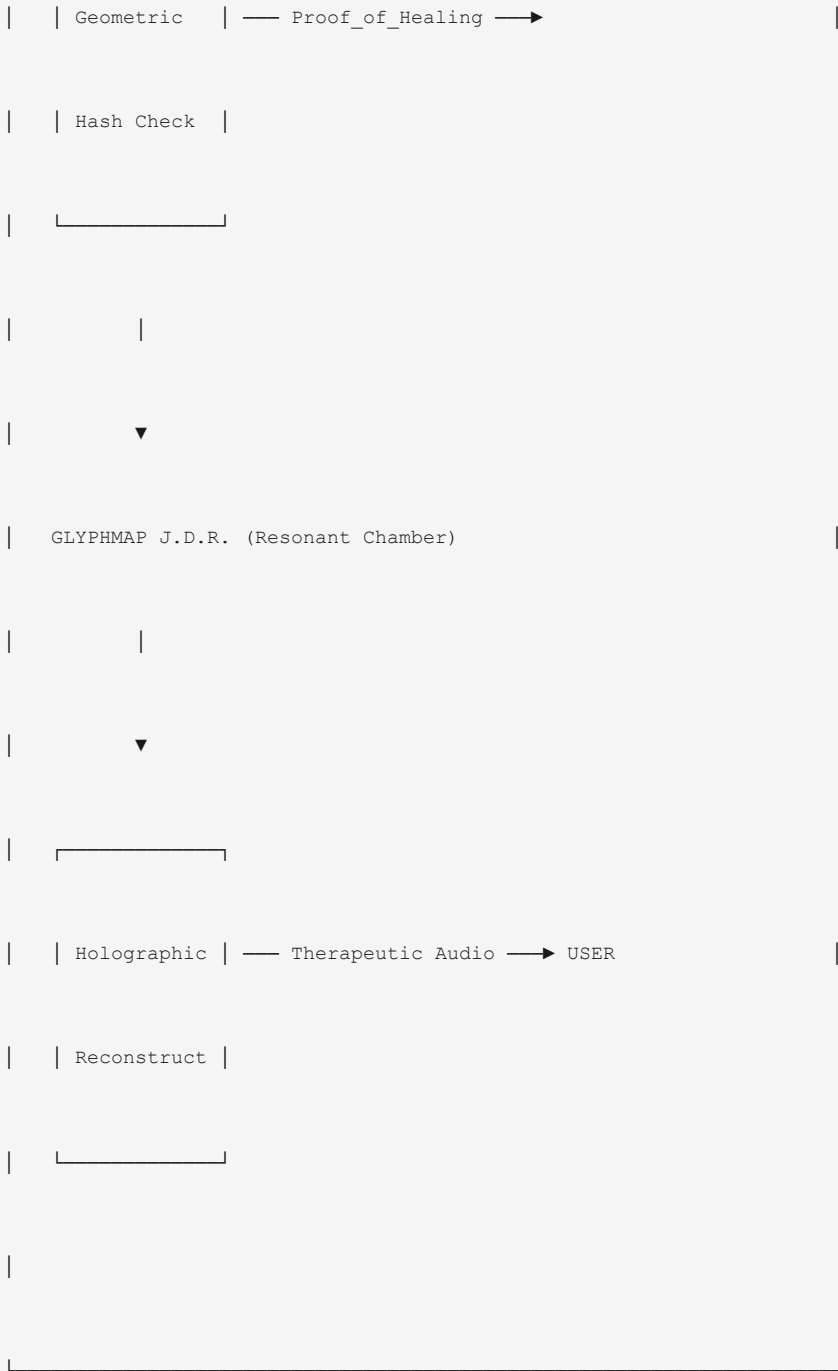 Geometric ─── Proof_of_Healing ───►
Hash Check
▼
GLYPHMAP J.D.R. (Resonant Chamber)
▼
Holographic ─── Therapeutic Audio ───► USER
Reconstruct